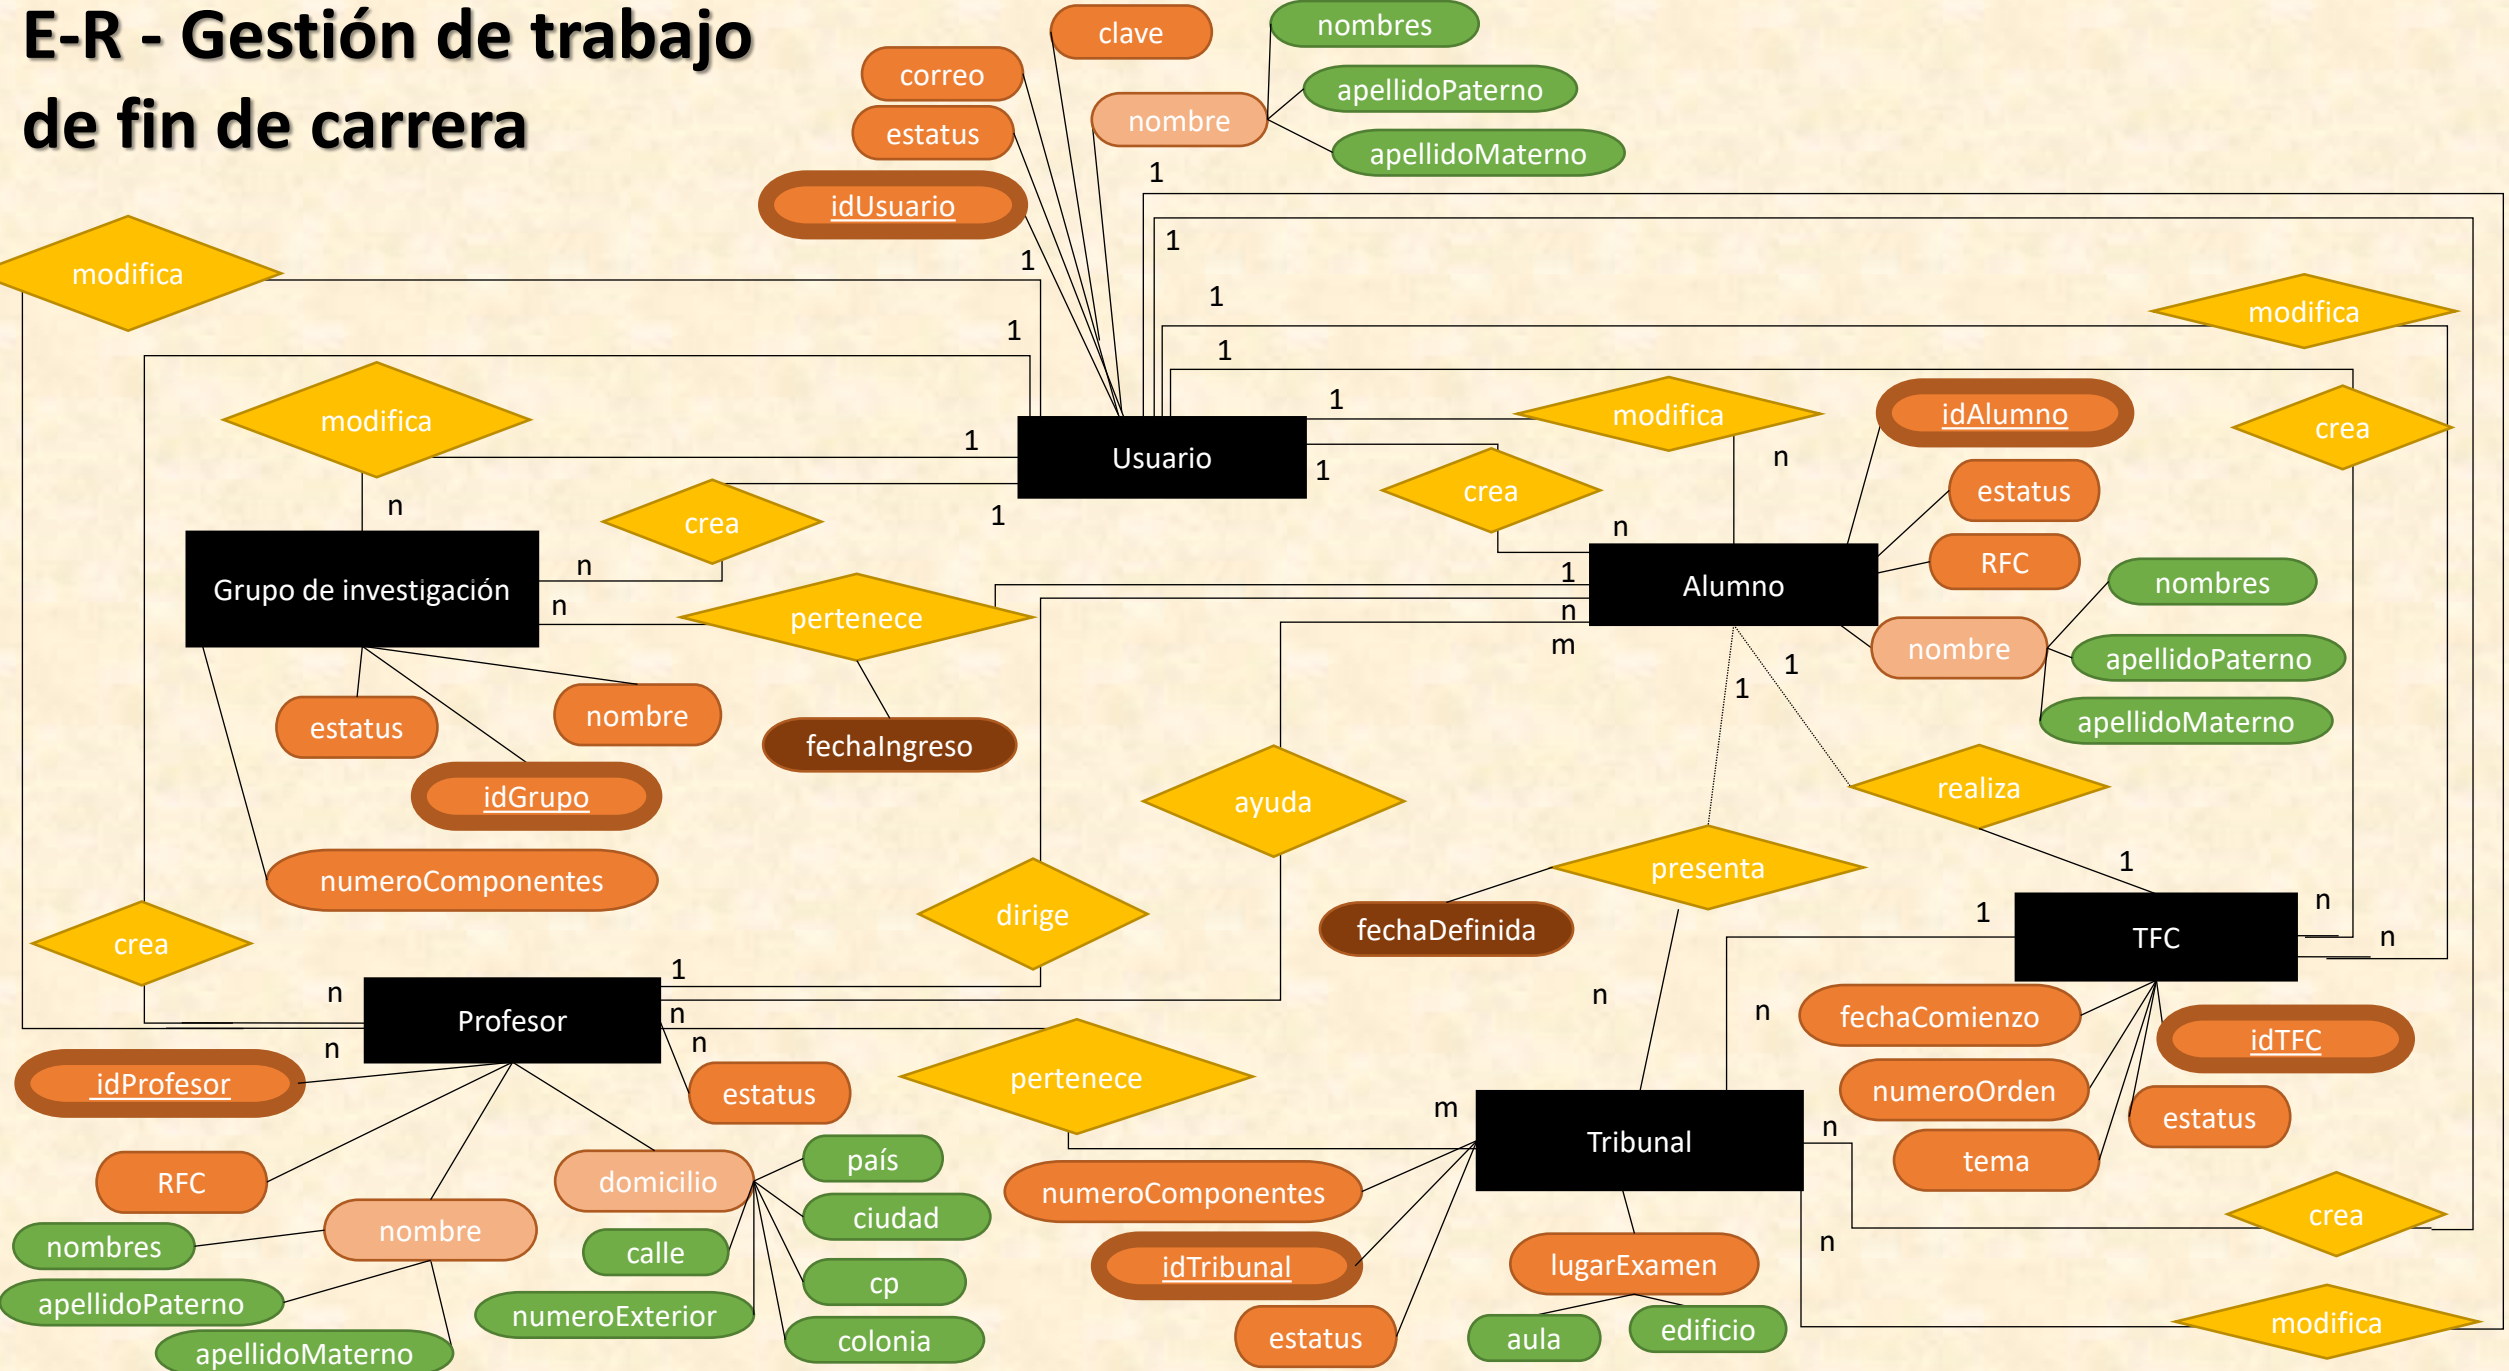 E-R - Gestión de trabajo
de fin de carrera
clave
nombres
correo
apellidoPaterno
estatus
nombre
apellidoMaterno
idUsuario
1
1
modifica
1
1
modifica
1
1
modifica
1
modifica
idAlumno
crea
1
Usuario
1
n
estatus
n
crea
1
crea
n
RFC
Grupo de investigación
n
1
Alumno
nombres
n
pertenece
n
m
nombre
apellidoPaterno
1
1
estatus
nombre
fechaIngreso
apellidoMaterno
idGrupo
ayuda
realiza
numeroComponentes
presenta
1
dirige
fechaDefinida
1
n
crea
TFC
n
1
n
Profesor
n
n
n
fechaComienzo
n
n
idTFC
idProfesor
pertenece
estatus
numeroOrden
estatus
m
Tribunal
n
tema
país
RFC
domicilio
numeroComponentes
ciudad
crea
nombre
nombres
calle
n
idTribunal
lugarExamen
cp
apellidoPaterno
numeroExterior
modifica
colonia
estatus
aula
edificio
apellidoMaterno